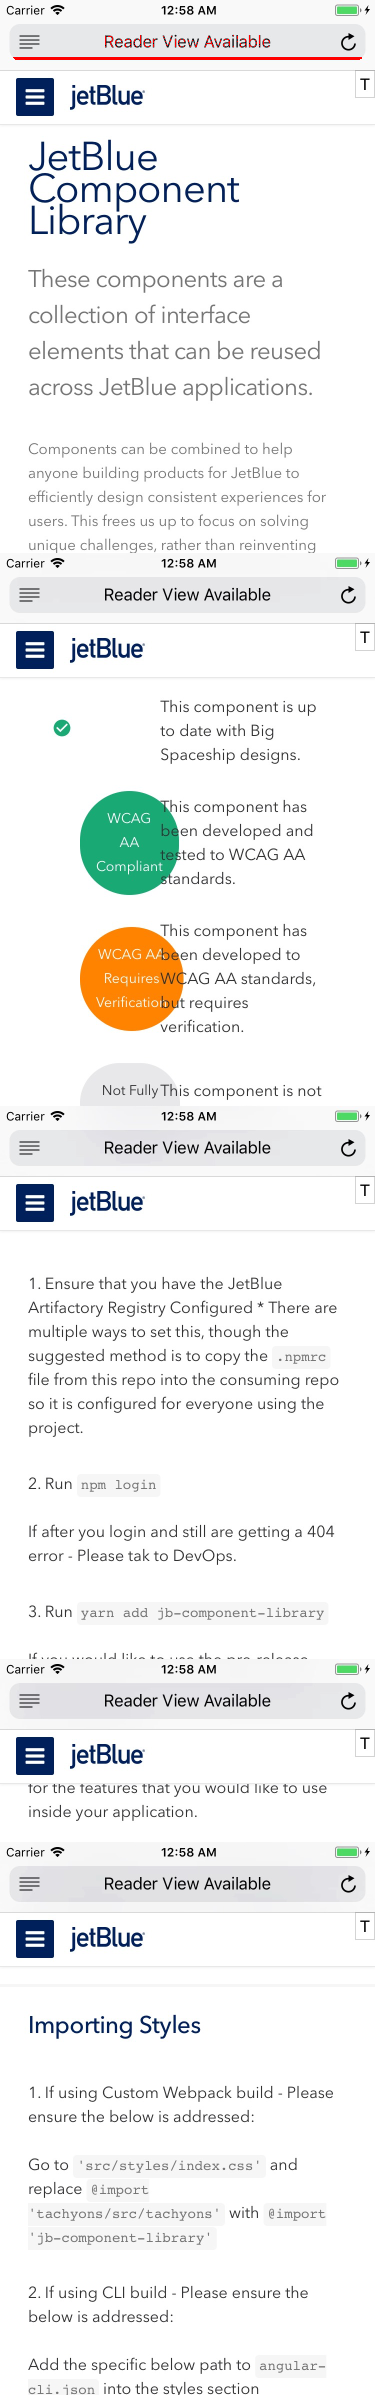 Carrier 12:58 AM
Reader View Available
jetBlue T
JetBlue
Component
Library
These components are a
collection of interface
elements that can be reused
across JetBlue applications.
Components can be combined to help
anyone building products for JetBlue to
efficiently design consistent experiences for
users. This frees us up to focus on solving
unique challenges, rather than reinventing
Carrier 12:58 AM
Reader View Available
jetBlue T
This component is up
to date with Big
Spaceship designs.
WCAG
AA
Compliant
This component has
been developed and
tested to WCAG AA
standards.
WCAG AA
Requires
Verification
This component has
been developed to
WCAG AA standards,
but requires
verification.
Not Fully
This component is not
Carrier 12:58 AM
Reader View Available
jetBlue T
1. Ensure that you have the JetBlue
Artifactory Registry Configured * There are
multiple ways to set this, though the
suggested method is to copy the .npmrc
file from this repo into the consuming repo
so it is configured for everyone using the
project.
2. Run npm login
If after you login and still are getting a 404
error - Please tak to DevOps.
3. Run yarn add jb-component-library
If you would like to use the pre-release
Carrier 12:58 AM
Reader View Available
jetBlue T
for the features that you would like to use
inside your application.
Carrier 12:58 AM
Reader View Available
jetBlue T
Importing Styles
1. If using Custom Webpack build - Please
ensure the below is addressed:
Go to 'src/styles/index.css' and
replace @import
'tachyons/src/tachyons' with @import
'jb-component-library'
2. If using CLI build - Please ensure the
below is addressed:
Add the specific below path to angular-
cli.json into the styles section